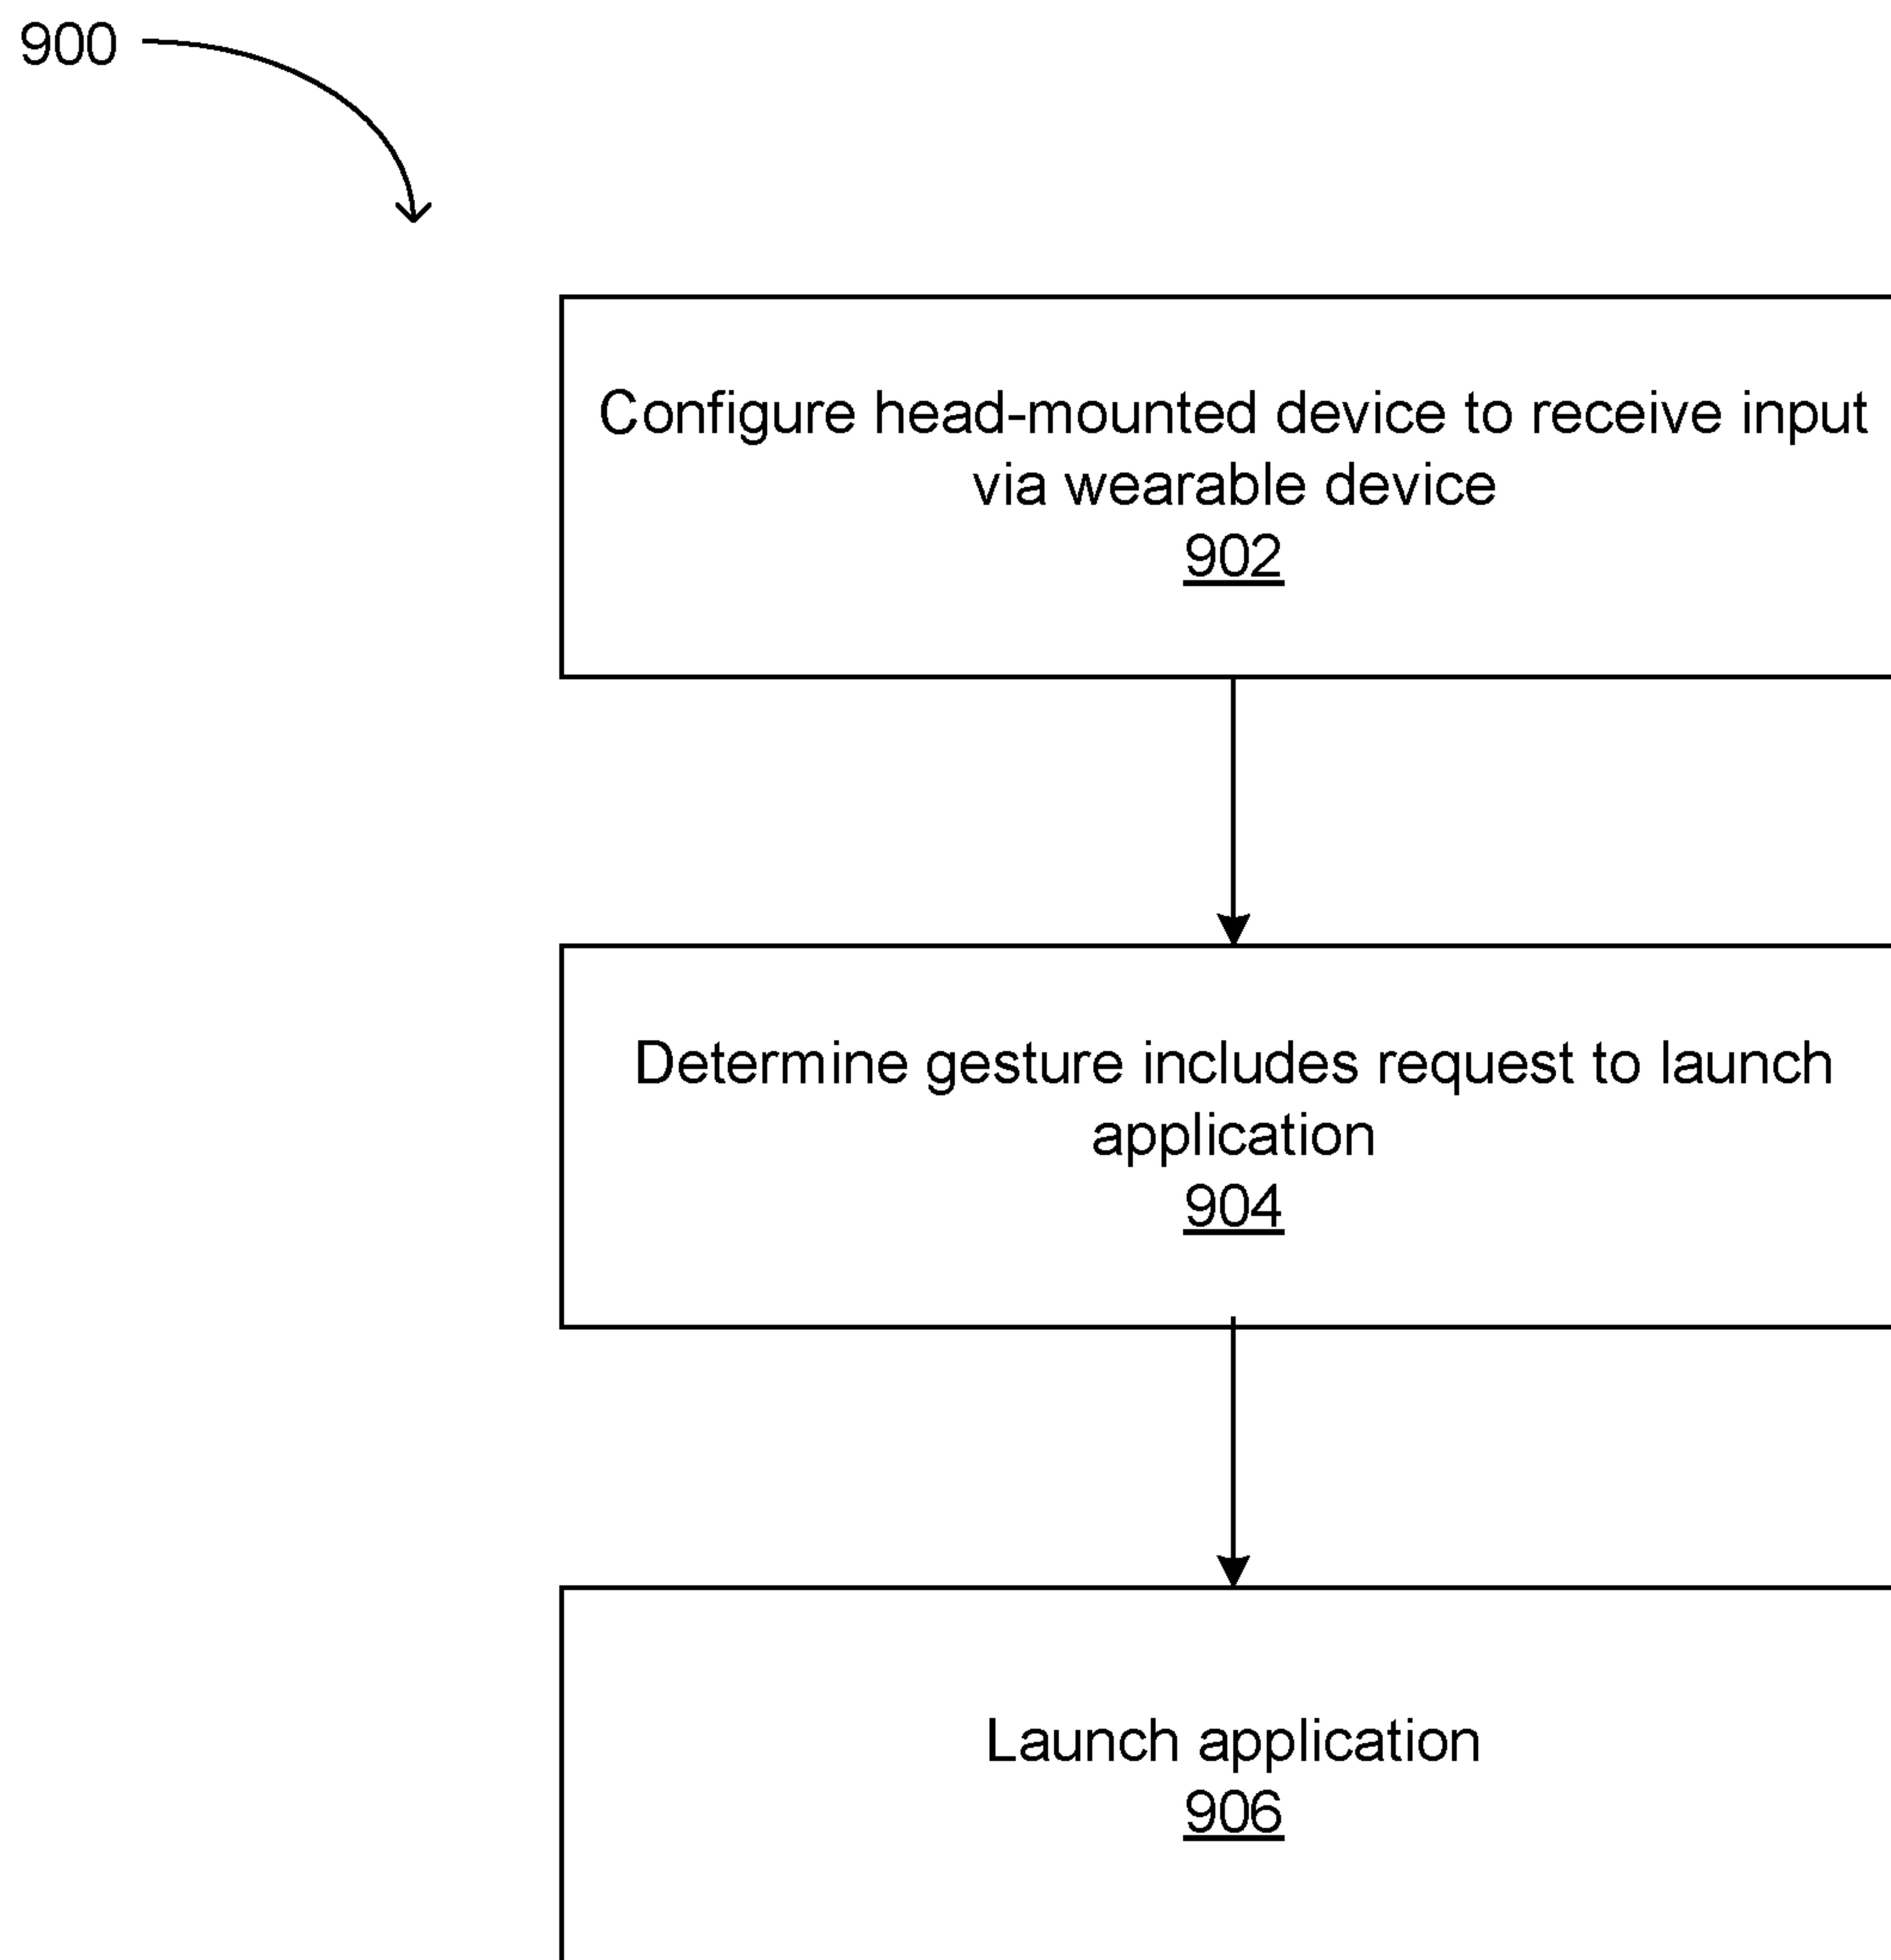 900
Configure head-mounted device to receive input
via wearable device
902
Determine gesture includes request to launch
application
904
Launch application
906